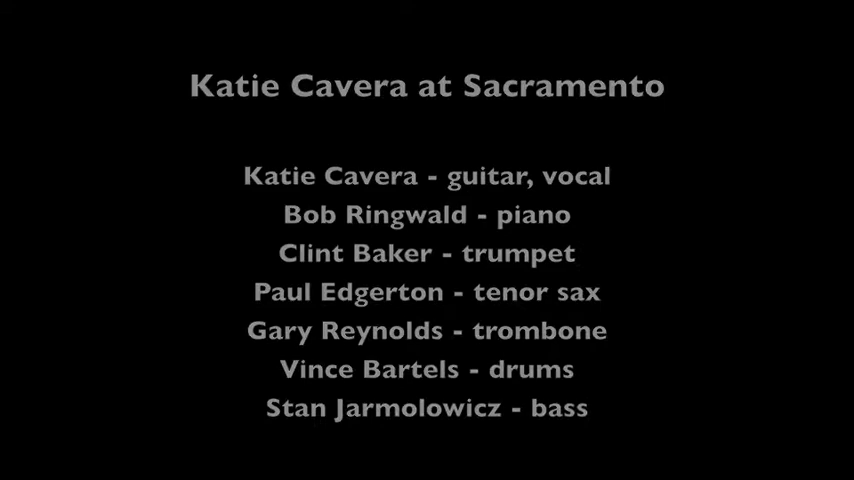 Katie Cavera at Sacramento
Katie Cavera - guitar, vocal
Bob Ringwald - piano
Clint Baker - trumpet
Paul Edgerton - tenor sax
Gary Reynolds - trombone
Vince Bartels - drums
Stan Jarmolowicz - bass